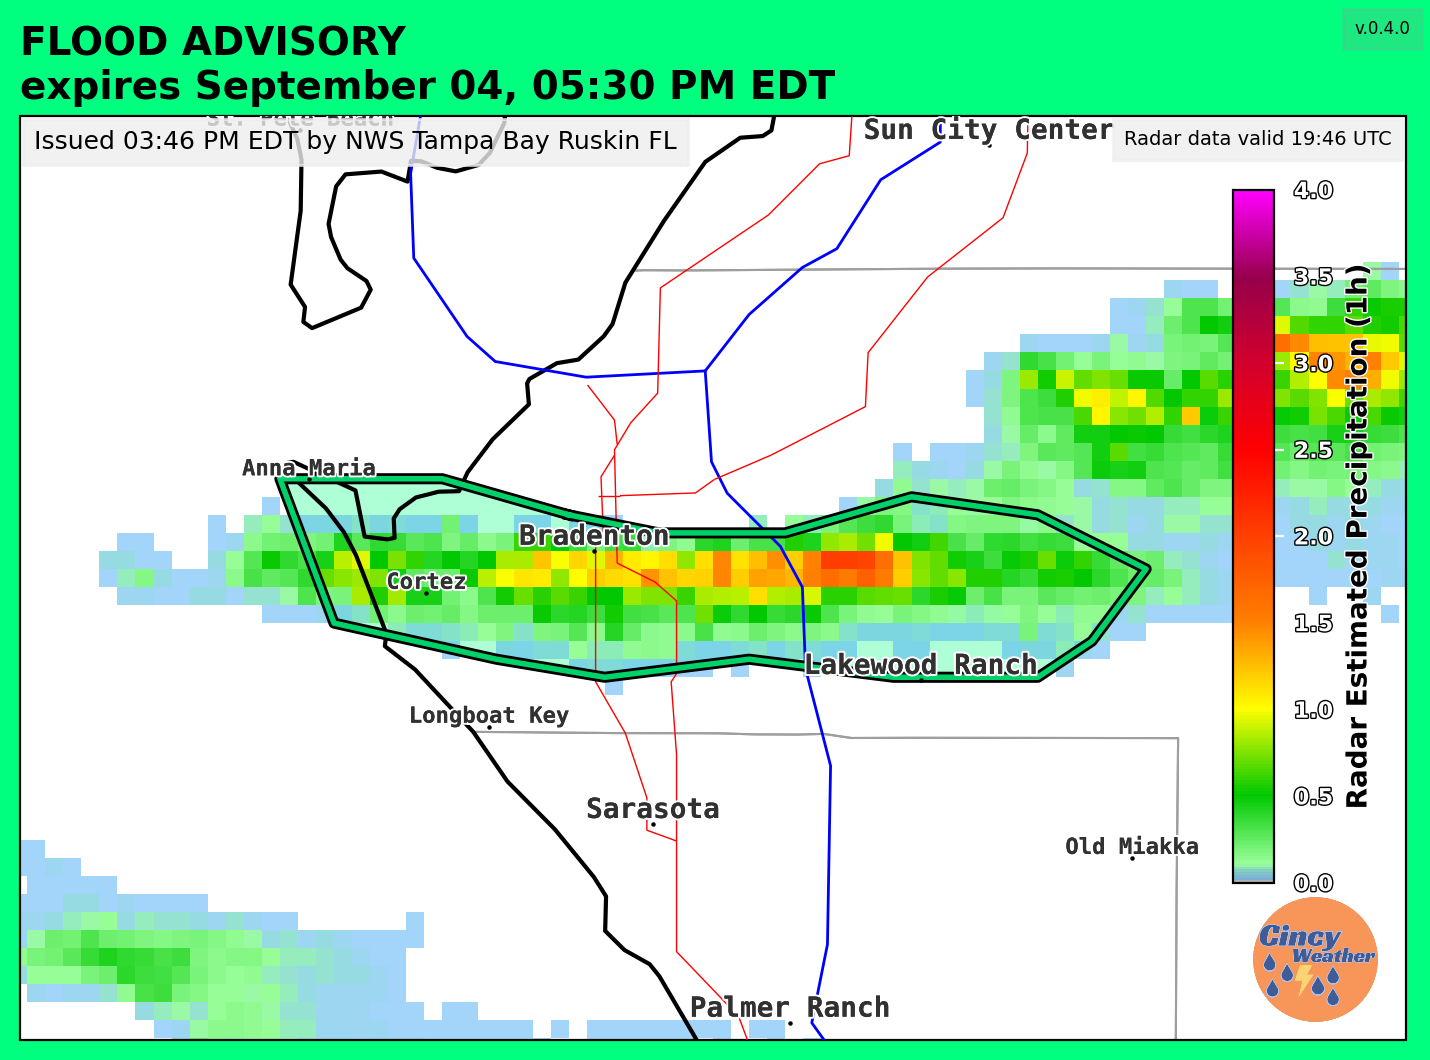 FLOOD ADVISORY
expires September 04, 05:30 PM EDT
v.0.4.0
St. Pete Beach
Issued 03:46 PM EDT by NWS Tampa Bay Ruskin FL
Sun City Center
Radar data valid 19:46 UTC
4.0
3.5
3.0
2.5
2.0
1.5
1.0
0.5
0.0
Radar Estimated Precipitation (1h)
Anna Maria
Bradenton
Cortez
Lakewood Ranch
Longboat Key
Sarasota
Old Miakka
Palmer Ranch
Cincy
Weather